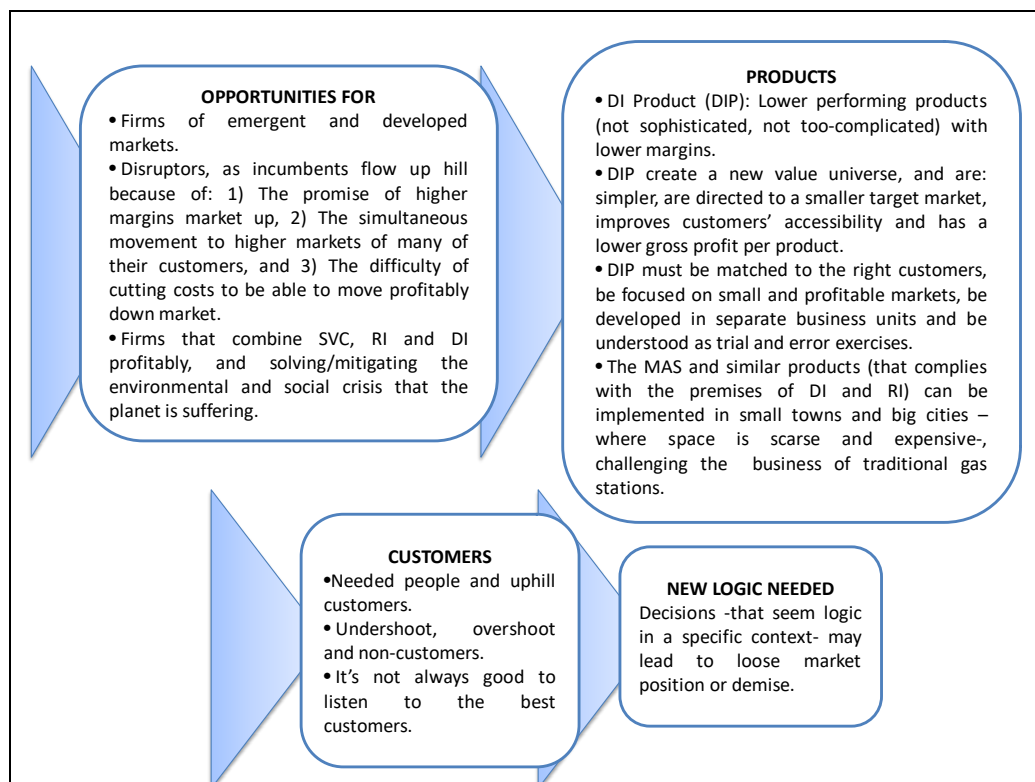 OPPORTUNITIES FOR
•Firms of emergent and developed
markets.
•Disruptors, as incumbents flow up hill
because of: 1) The promise of higher
margins market up, 2) The simultaneous
movement to higher markets of many of
their customers, and 3) The difficulty of
cutting costs to be able to move profitably
down market.
•Firms that combine SVC, RI and DI
profitably, and solving/mitigating the
environmental and social crisis that the
planet is suffering.
PRODUCTS
•DI Product (DIP): Lower performing products
(not sophisticated, not too-complicated) with
lower margins.
•DIP create a new value universe, and are:
simpler, are directed to a smaller target market,
improves customers’ accessibility and has a
lower gross profit per product.
•DIP must be matched to the right customers,
be focused on small and profitable markets, be
developed in separate business units and be
understood as trial and error exercises.
•The MAS and similar products (that complies
with the premises of DI and RI) can be
implemented in small towns and big cities –
where space is scarse and expensive-,
challenging the business of traditional gas
stations.
CUSTOMERS
•Needed people and uphill
customers.
•Undershoot, overshoot
and non-customers.
•It’s not always good to
listen to the best
customers.
NEW LOGIC NEEDED
Decisions -that seem logic
in a specific context- may
lead to loose market
position or demise.